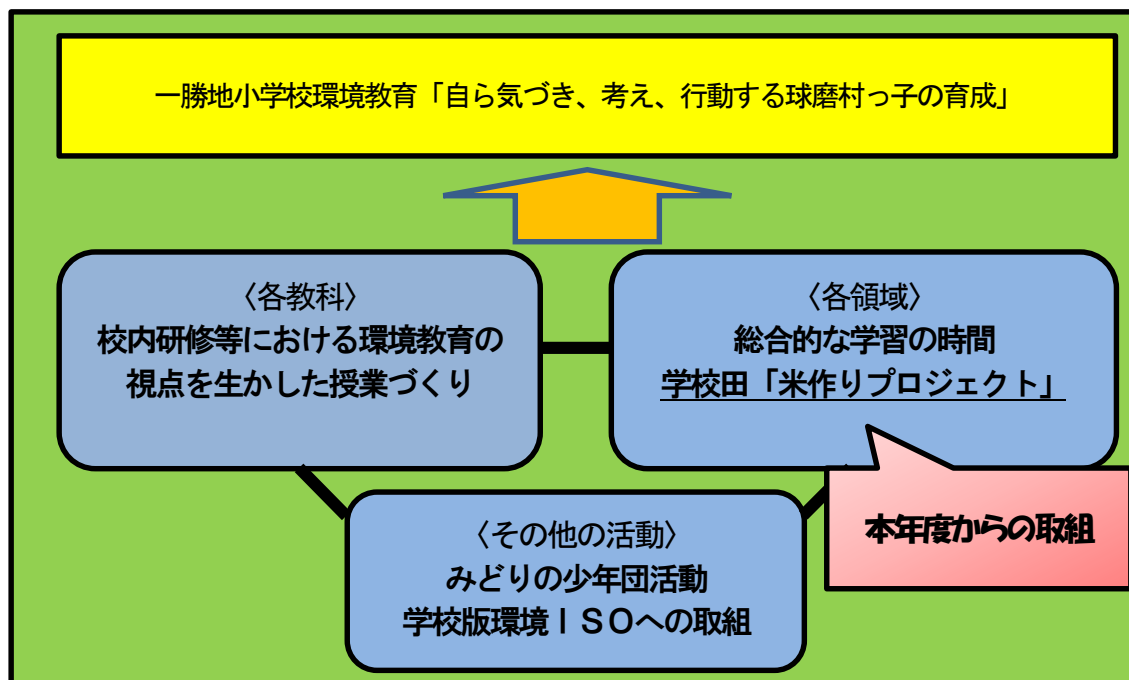 一勝地小学校環境教育「自ら気づき、考え、行動する球磨村っ子の育成」
〈各教科〉
校内研修等における環境教育の
視点を生かした授業づくり
〈各領域〉
総合的な学習の時間
学校田「米作りプロジェクト」
本年度からの取組
〈その他の活動〉
みどりの少年団活動
学校版環境ＩＳＯへの取組